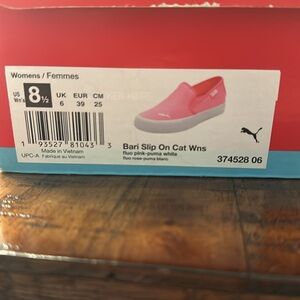 Womens / Femmes
US UK EUR CM
Wn's 8½ 6 39 25
Bari Slip On Cat Wns
fluo pink-puma white
fluo rose-puma blanc
1 93527 81043 3
Made in Vietnam
UPC-A Fabriqué au Vietnam
374528 06